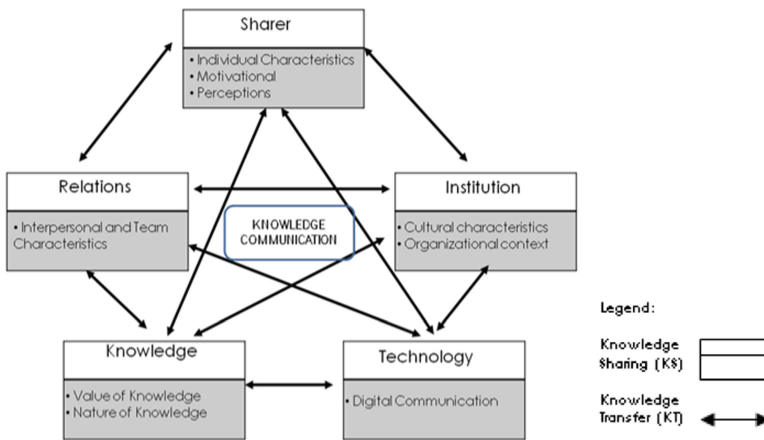 Sharer
• Individual Characteristics
• Motivational
• Perceptions
Relations
• Interpersonal and Team
Characteristics
KNOWLEDGE
COMMUNICATION
Institution
• Cultural characteristics
• Organizational context
Knowledge
• Value of Knowledge
• Nature of Knowledge
Technology
• Digital Communication
Legend:
Knowledge
Sharing (KS)
Knowledge
Transfer (KT)